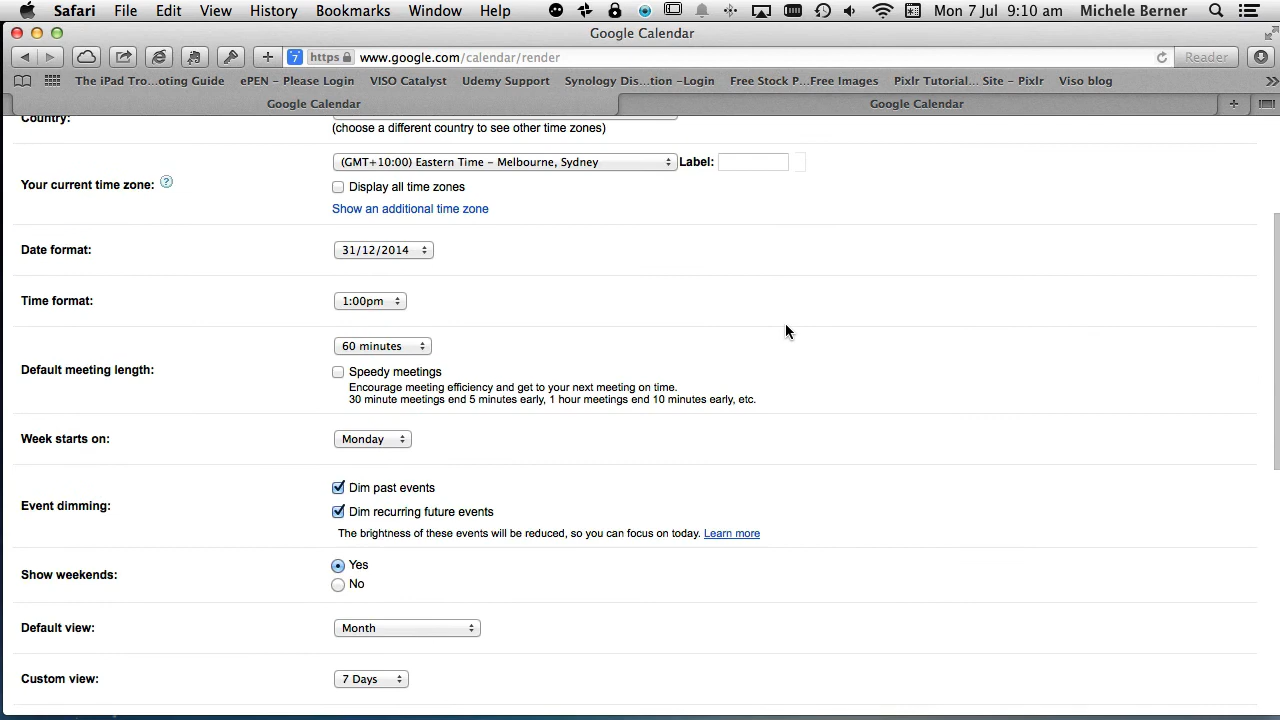 Safari File Edit View History Bookmarks Window Help Mon 7 Jul 9:10 am Michele Berner
Google Calendar
7 https www.google.com/calendar/render Reader
The iPad Tro...oting Guide ePEN – Please Login VISO Catalyst Udemy Support Synology Dis...tion -Login Free Stock P...Free Images Pixlr Tutorial... Site – Pixlr Viso blog
Google Calendar Google Calendar
Country:
(choose a different country to see other time zones)
(GMT+10:00) Eastern Time – Melbourne, Sydney Label:
Your current time zone: ?
Display all time zones
Show an additional time zone
Date format: 31/12/2014
Time format: 1:00pm
60 minutes
Default meeting length: Speedy meetings
Encourage meeting efficiency and get to your next meeting on time.
30 minute meetings end 5 minutes early, 1 hour meetings end 10 minutes early, etc.
Week starts on: Monday
Dim past events
Event dimming: Dim recurring future events
The brightness of these events will be reduced, so you can focus on today. Learn more
Yes
Show weekends:
No
Default view: Month
Custom view: 7 Days